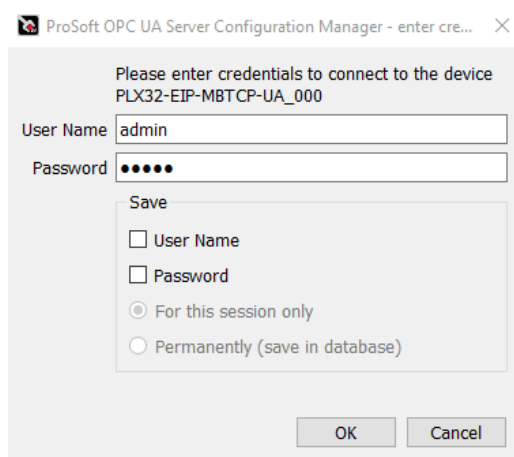 ProSoft OPC UA Server Configuration Manager - enter cre...
Please enter credentials to connect to the device
PLX32-EIP-MBTCP-UA_000
User Name admin
Password ●●●●●
Save
User Name
Password
For this session only
Permanently (save in database)
OK Cancel